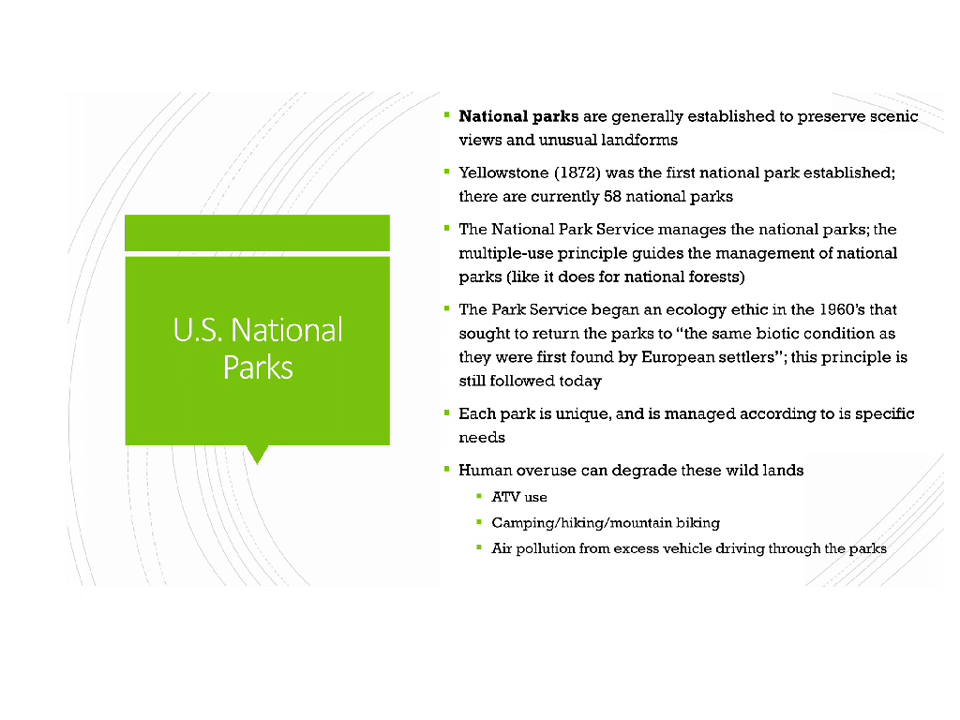 U.S. National
Parks
▪ National parks are generally established to preserve scenic
views and unusual landforms
▪ Yellowstone (1872) was the first national park established;
there are currently 58 national parks
▪ The National Park Service manages the national parks; the
multiple-use principle guides the management of national
parks (like it does for national forests)
▪ The Park Service began an ecology ethic in the 1960’s that
sought to return the parks to “the same biotic condition as
they were first found by European settlers”; this principle is
still followed today
▪ Each park is unique, and is managed according to is specific
needs
▪ Human overuse can degrade these wild lands
▪ ATV use
▪ Camping/hiking/mountain biking
▪ Air pollution from excess vehicle driving through the parks